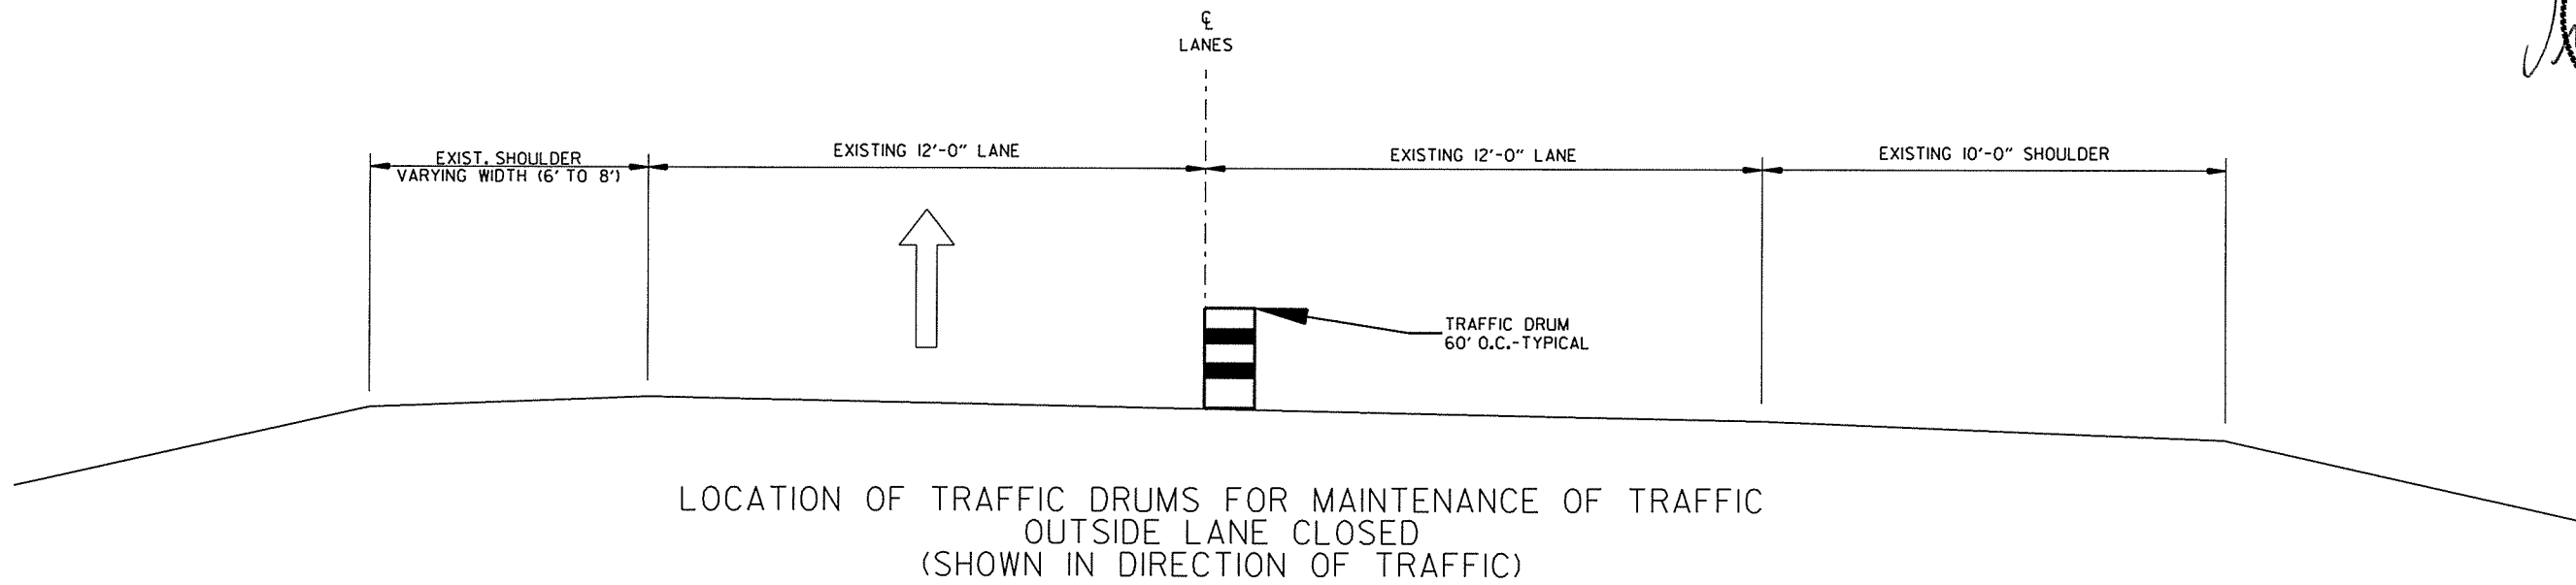 ℄
LANES
EXIST. SHOULDER
VARYING WIDTH (6' TO 8')
EXISTING 12'-0" LANE
EXISTING 12'-0" LANE
EXISTING 10'-0" SHOULDER
TRAFFIC DRUM
60' O.C.-TYPICAL
LOCATION OF TRAFFIC DRUMS FOR MAINTENANCE OF TRAFFIC
OUTSIDE LANE CLOSED
(SHOWN IN DIRECTION OF TRAFFIC)